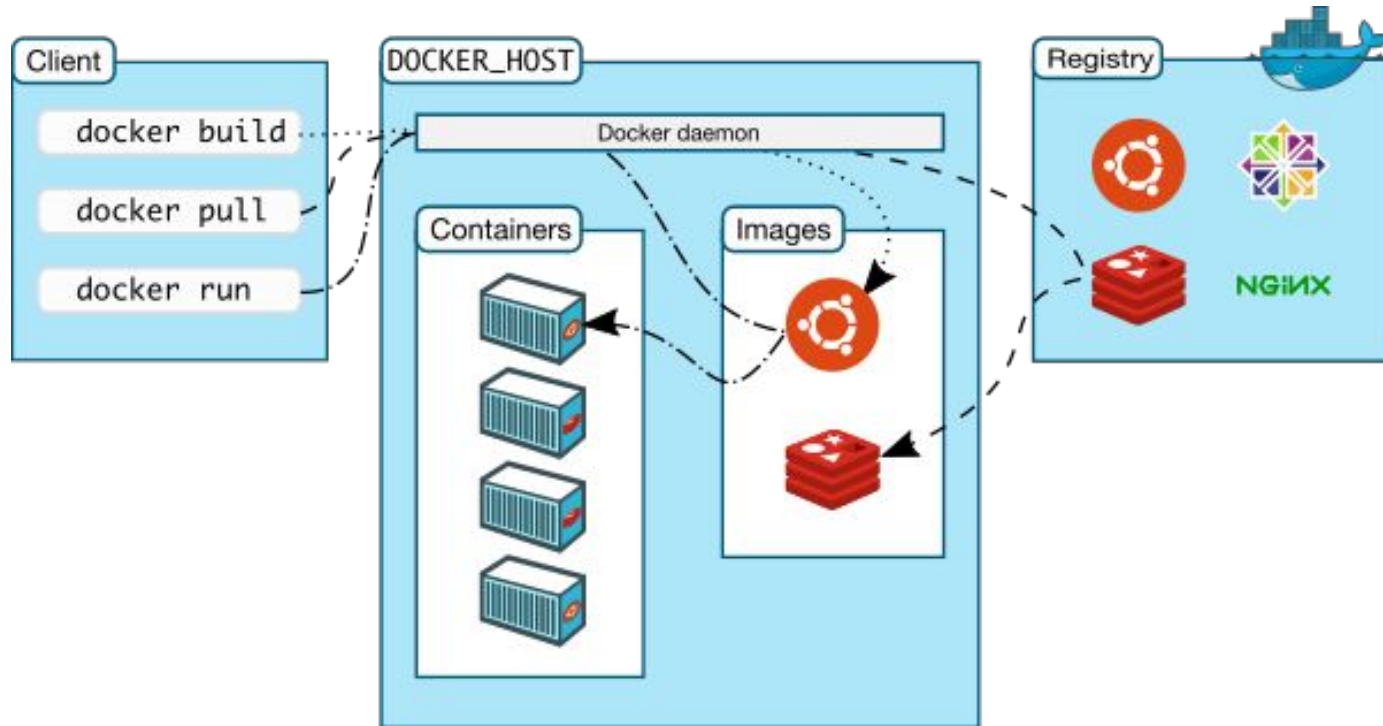 Client
docker build
docker pull
docker run
DOCKER_HOST
Docker daemon
Containers
Images
Registry
NGINX